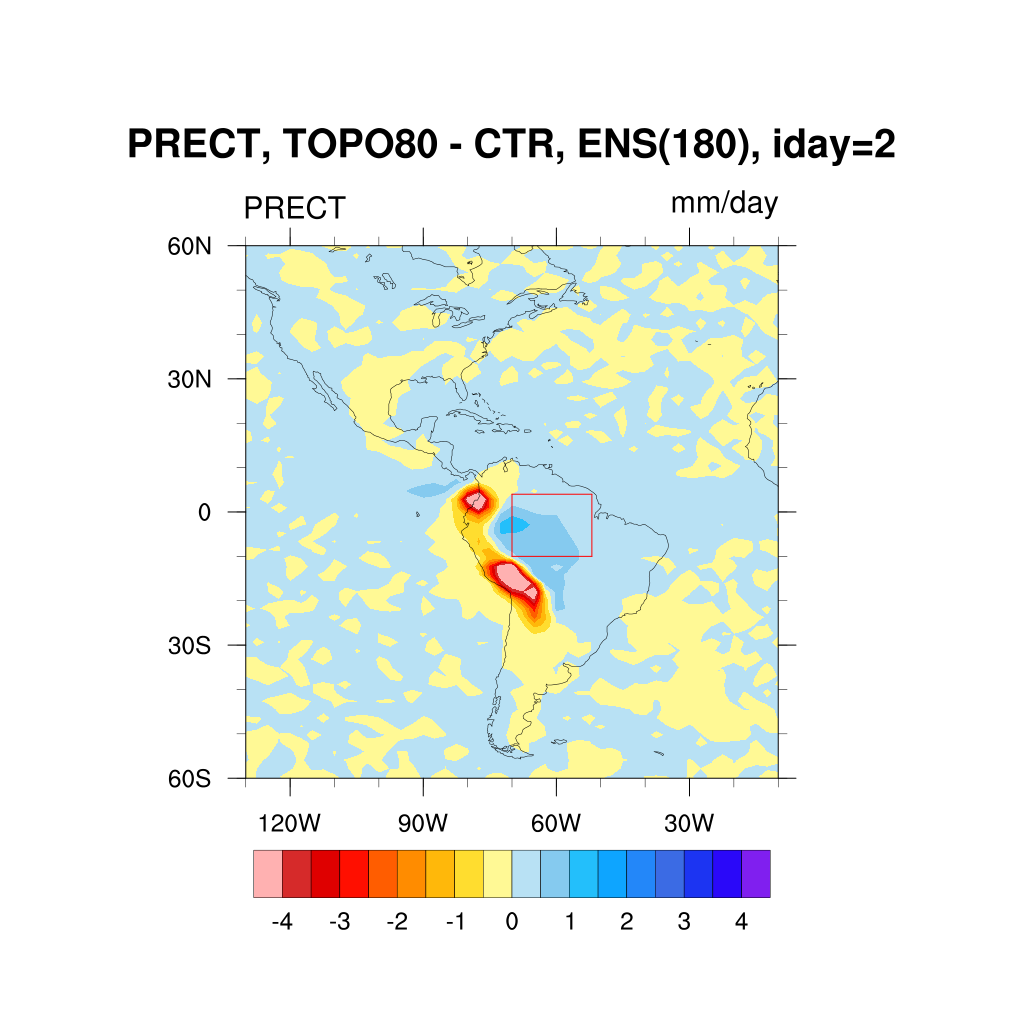 PRECT, TOPO80 - CTR, ENS(180), iday=2
PRECT mm/day
60N
30N
0
30S
60S
120W 90W 60W 30W
-4 -3 -2 -1 0 1 2 3 4